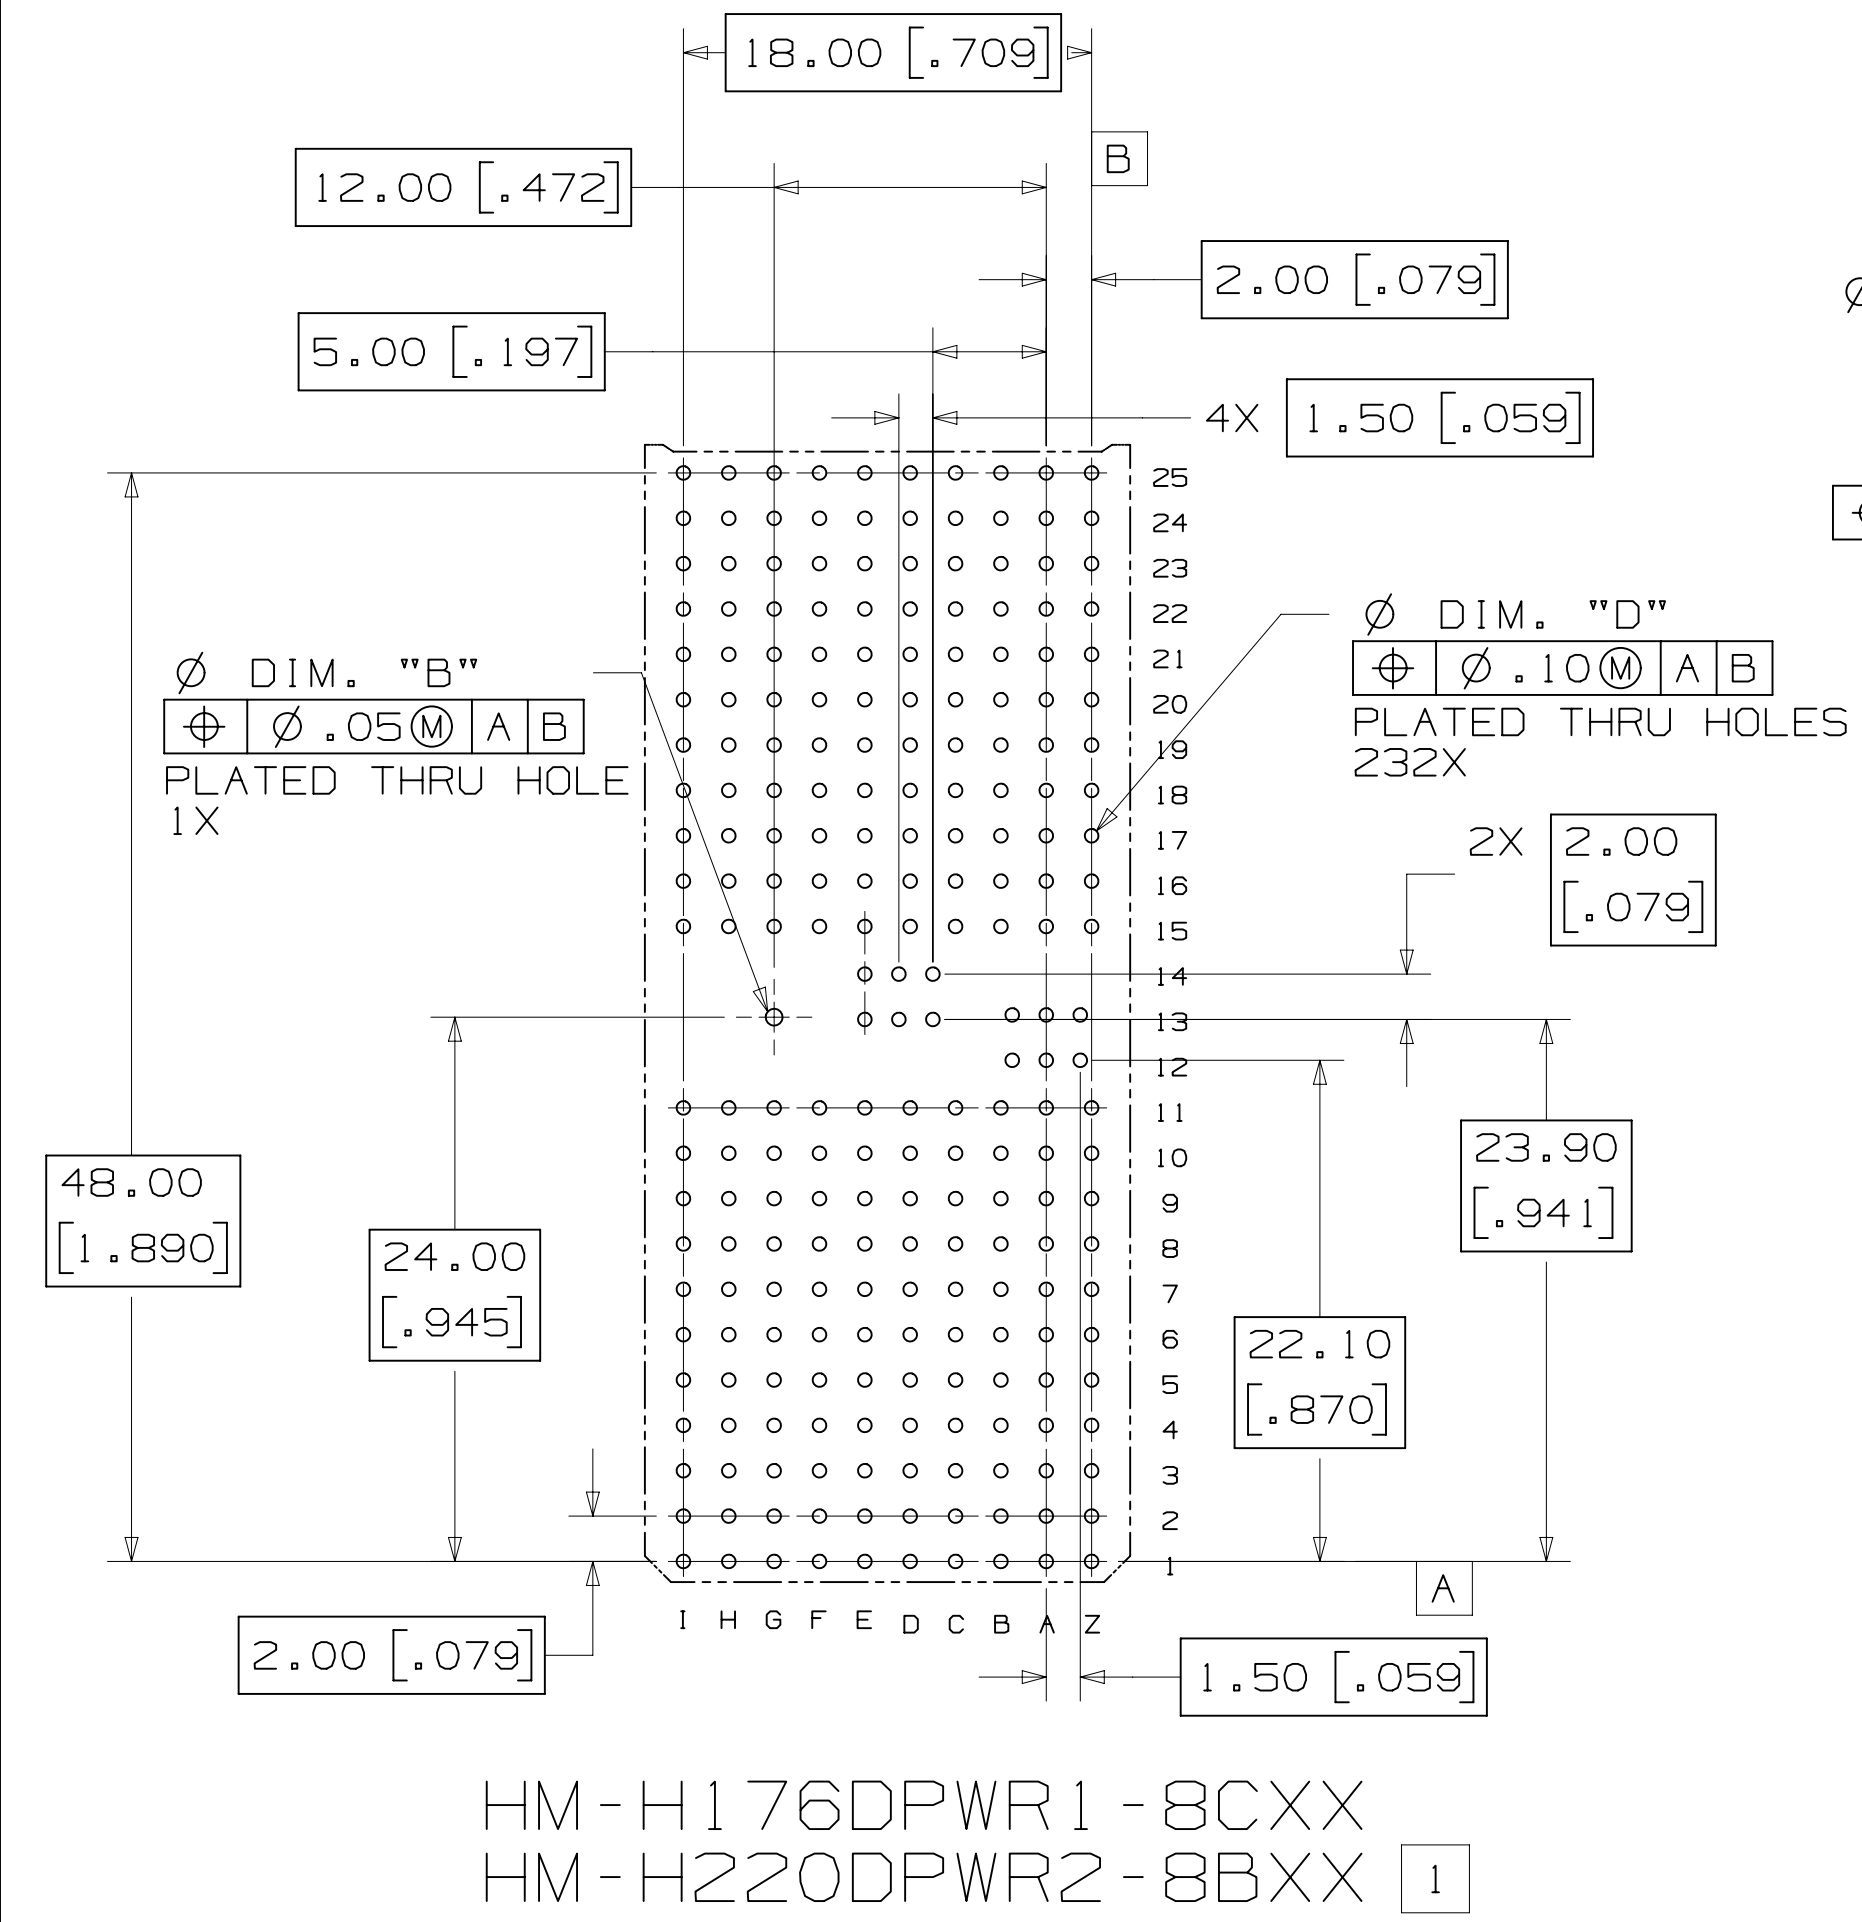 18.00 [.709]
B
12.00 [.472]
2.00 [.079]
5.00 [.197]
4X 1.50 [.059]
25
24
23
22
21
20
19
18
17
16
15
14
13
12
11
10
9
8
7
6
5
4
3
2
1
Ø DIM. "B"
⌖ Ø .05 Ⓜ A B
PLATED THRU HOLE
1X
Ø DIM. "D"
⌖ Ø .10 Ⓜ A B
PLATED THRU HOLES
232X
2X 2.00
[.079]
48.00
[1.890]
24.00
[.945]
23.90
[.941]
22.10
[.870]
A
I H G F E D C B A Z
2.00 [.079]
1.50 [.059]
HM-H176DPWR1-8CXX
HM-H220DPWR2-8BXX 1
Ø